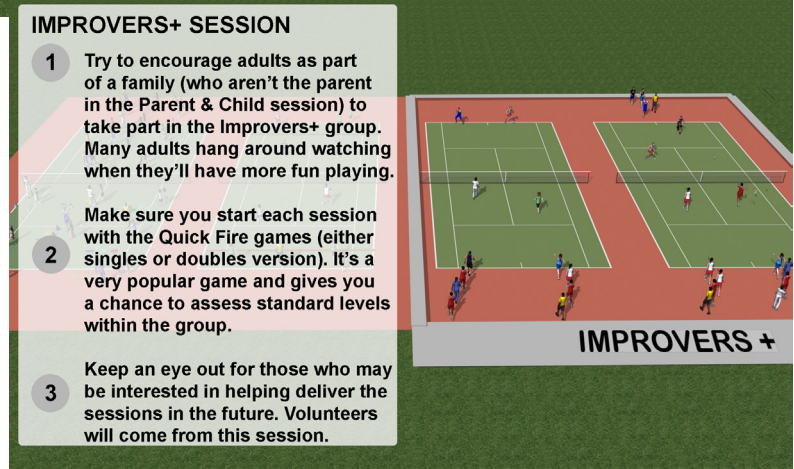 IMPROVERS+ SESSION
1
Try to encourage adults as part
of a family (who aren't the parent
in the Parent & Child session) to
take part in the Improvers+ group.
Many adults hang around watching
when they'll have more fun playing.
2
Make sure you start each session
with the Quick Fire games (either
singles or doubles version). It's a
very popular game and gives you
a chance to assess standard levels
within the group.
3
Keep an eye out for those who may
be interested in helping deliver the
sessions in the future. Volunteers
will come from this session.
IMPROVERS +